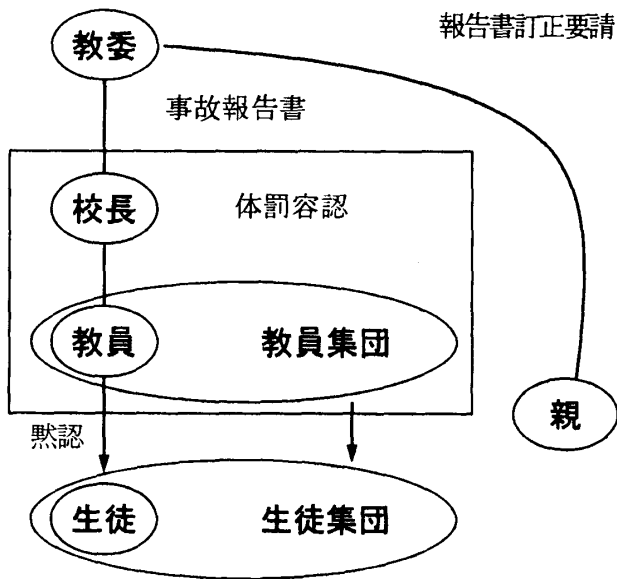 報告書訂正要請
教委
事故報告書
校長
体罰容認
教員
教員集団
親
黙認
生徒
生徒集団